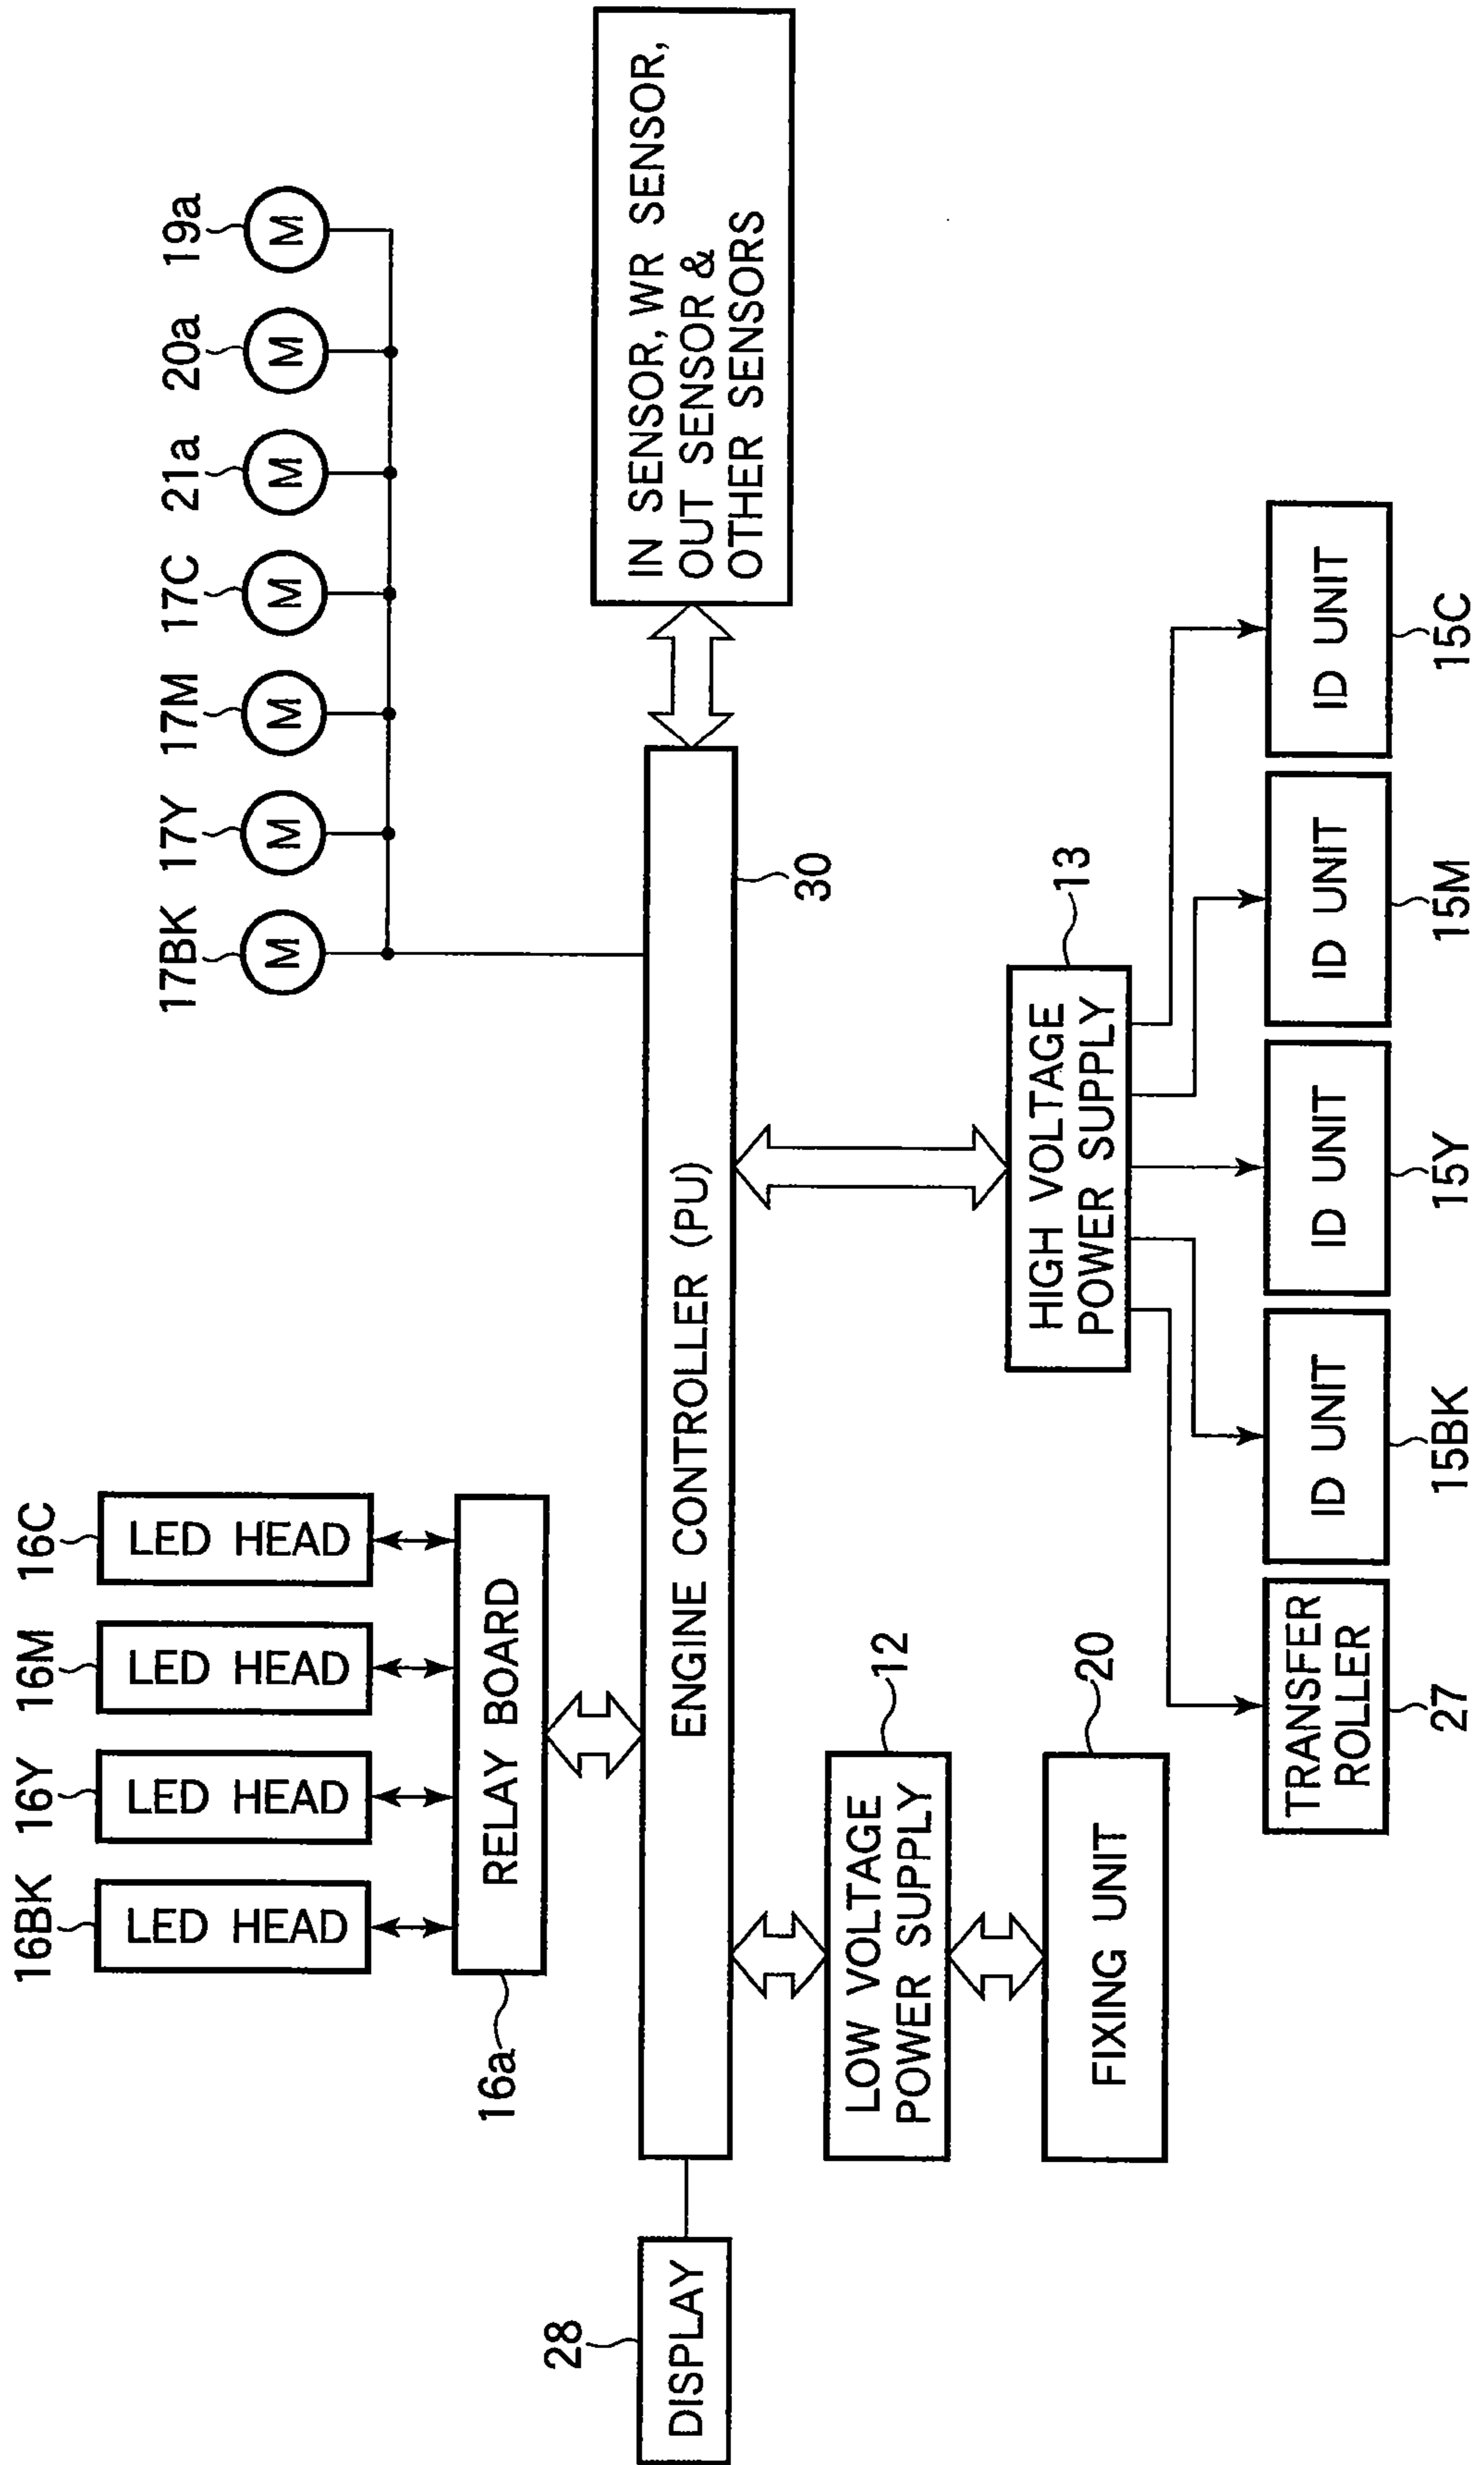 16BK
16Y
16M
16C
LED HEAD
LED HEAD
LED HEAD
LED HEAD
17BK
17Y
17M
17C
21a
20a
19a
M
M
M
M
M
M
M
16a
RELAY BOARD
28
DISPLAY
ENGINE CONTROLLER (PU)
30
IN SENSOR, WR SENSOR,
OUT SENSOR &
OTHER SENSORS
LOW VOLTAGE
POWER SUPPLY
12
HIGH VOLTAGE
POWER SUPPLY
13
FIXING UNIT
20
TRANSFER
ROLLER
ID UNIT
ID UNIT
ID UNIT
ID UNIT
27
15BK
15Y
15M
15C